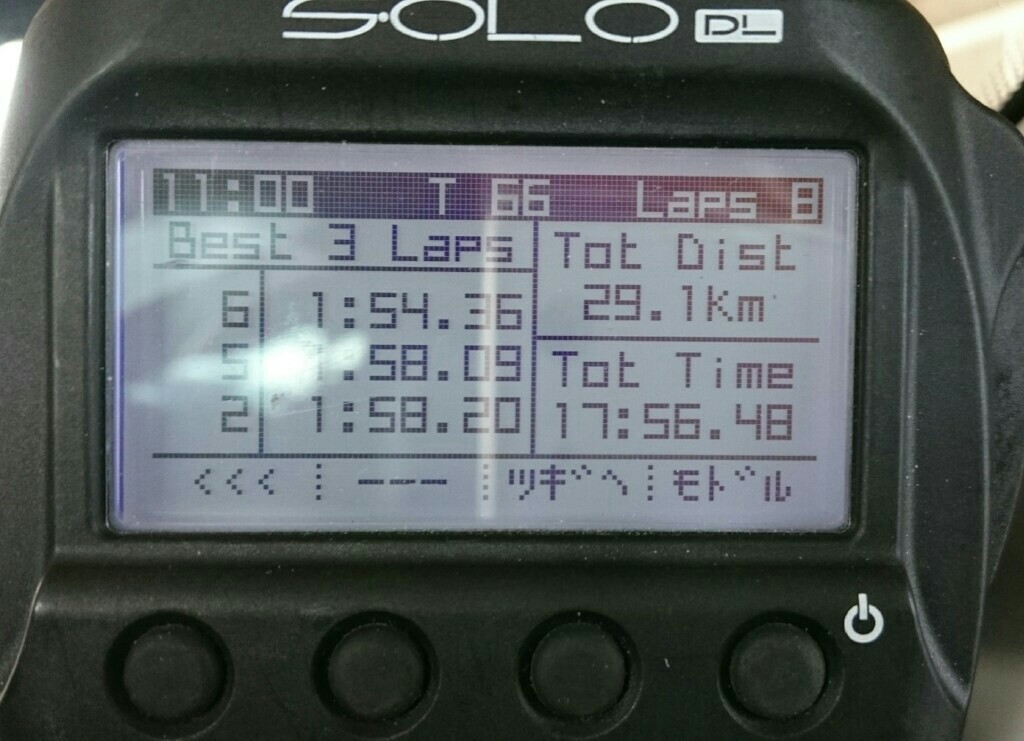 SOLO DL
11:00 T 66 Laps 8
Best 3 Laps
6 1:54.36
5 :58.09
2 1:58.20
Tot Dist
29.1Km
Tot Time
17:56.48
<<< ┊ ---- ┊ ツギヘ ┊ モドル